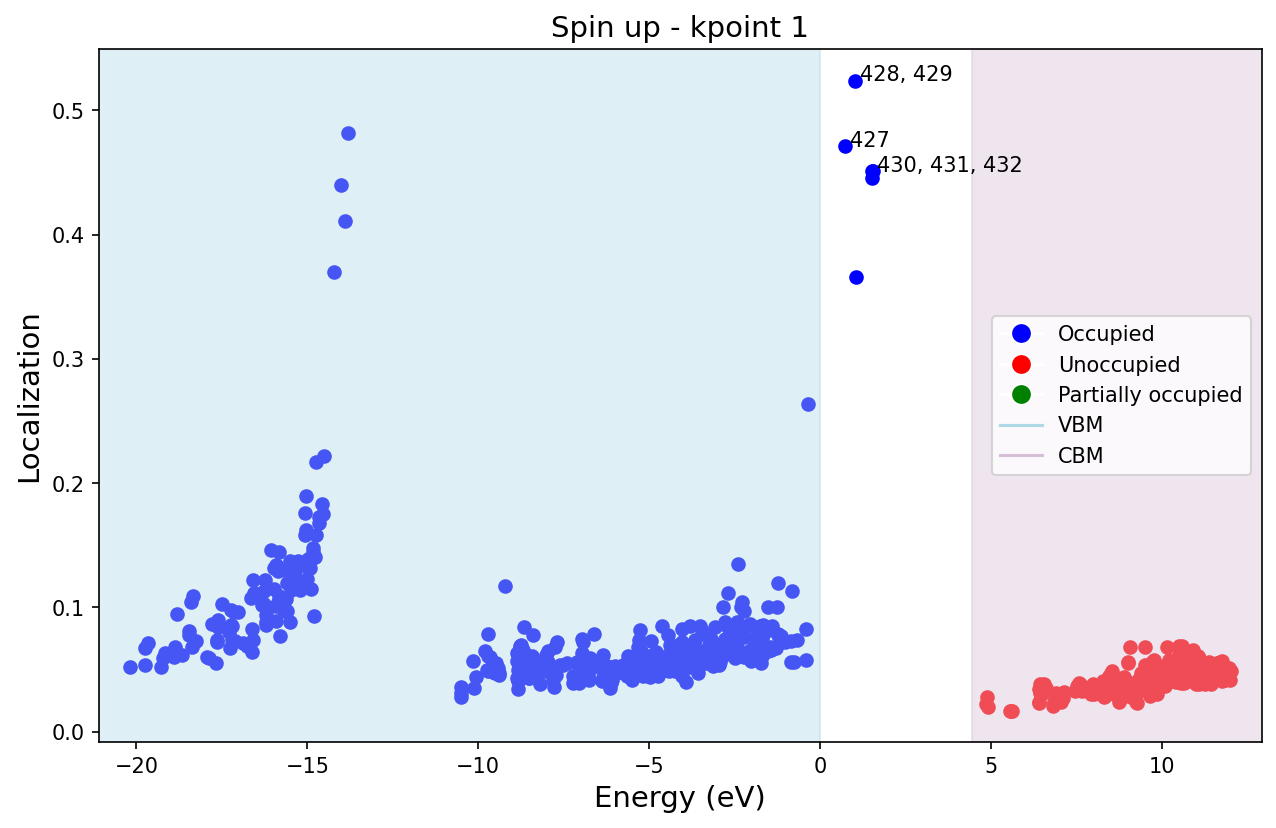 Spin up - kpoint 1
Localization
0.5
0.4
0.3
0.2
0.1
0.0
428, 429
427
430, 431, 432
Occupied
Unoccupied
Partially occupied
VBM
CBM
−20
−15
−10
−5
0
5
10
Energy (eV)